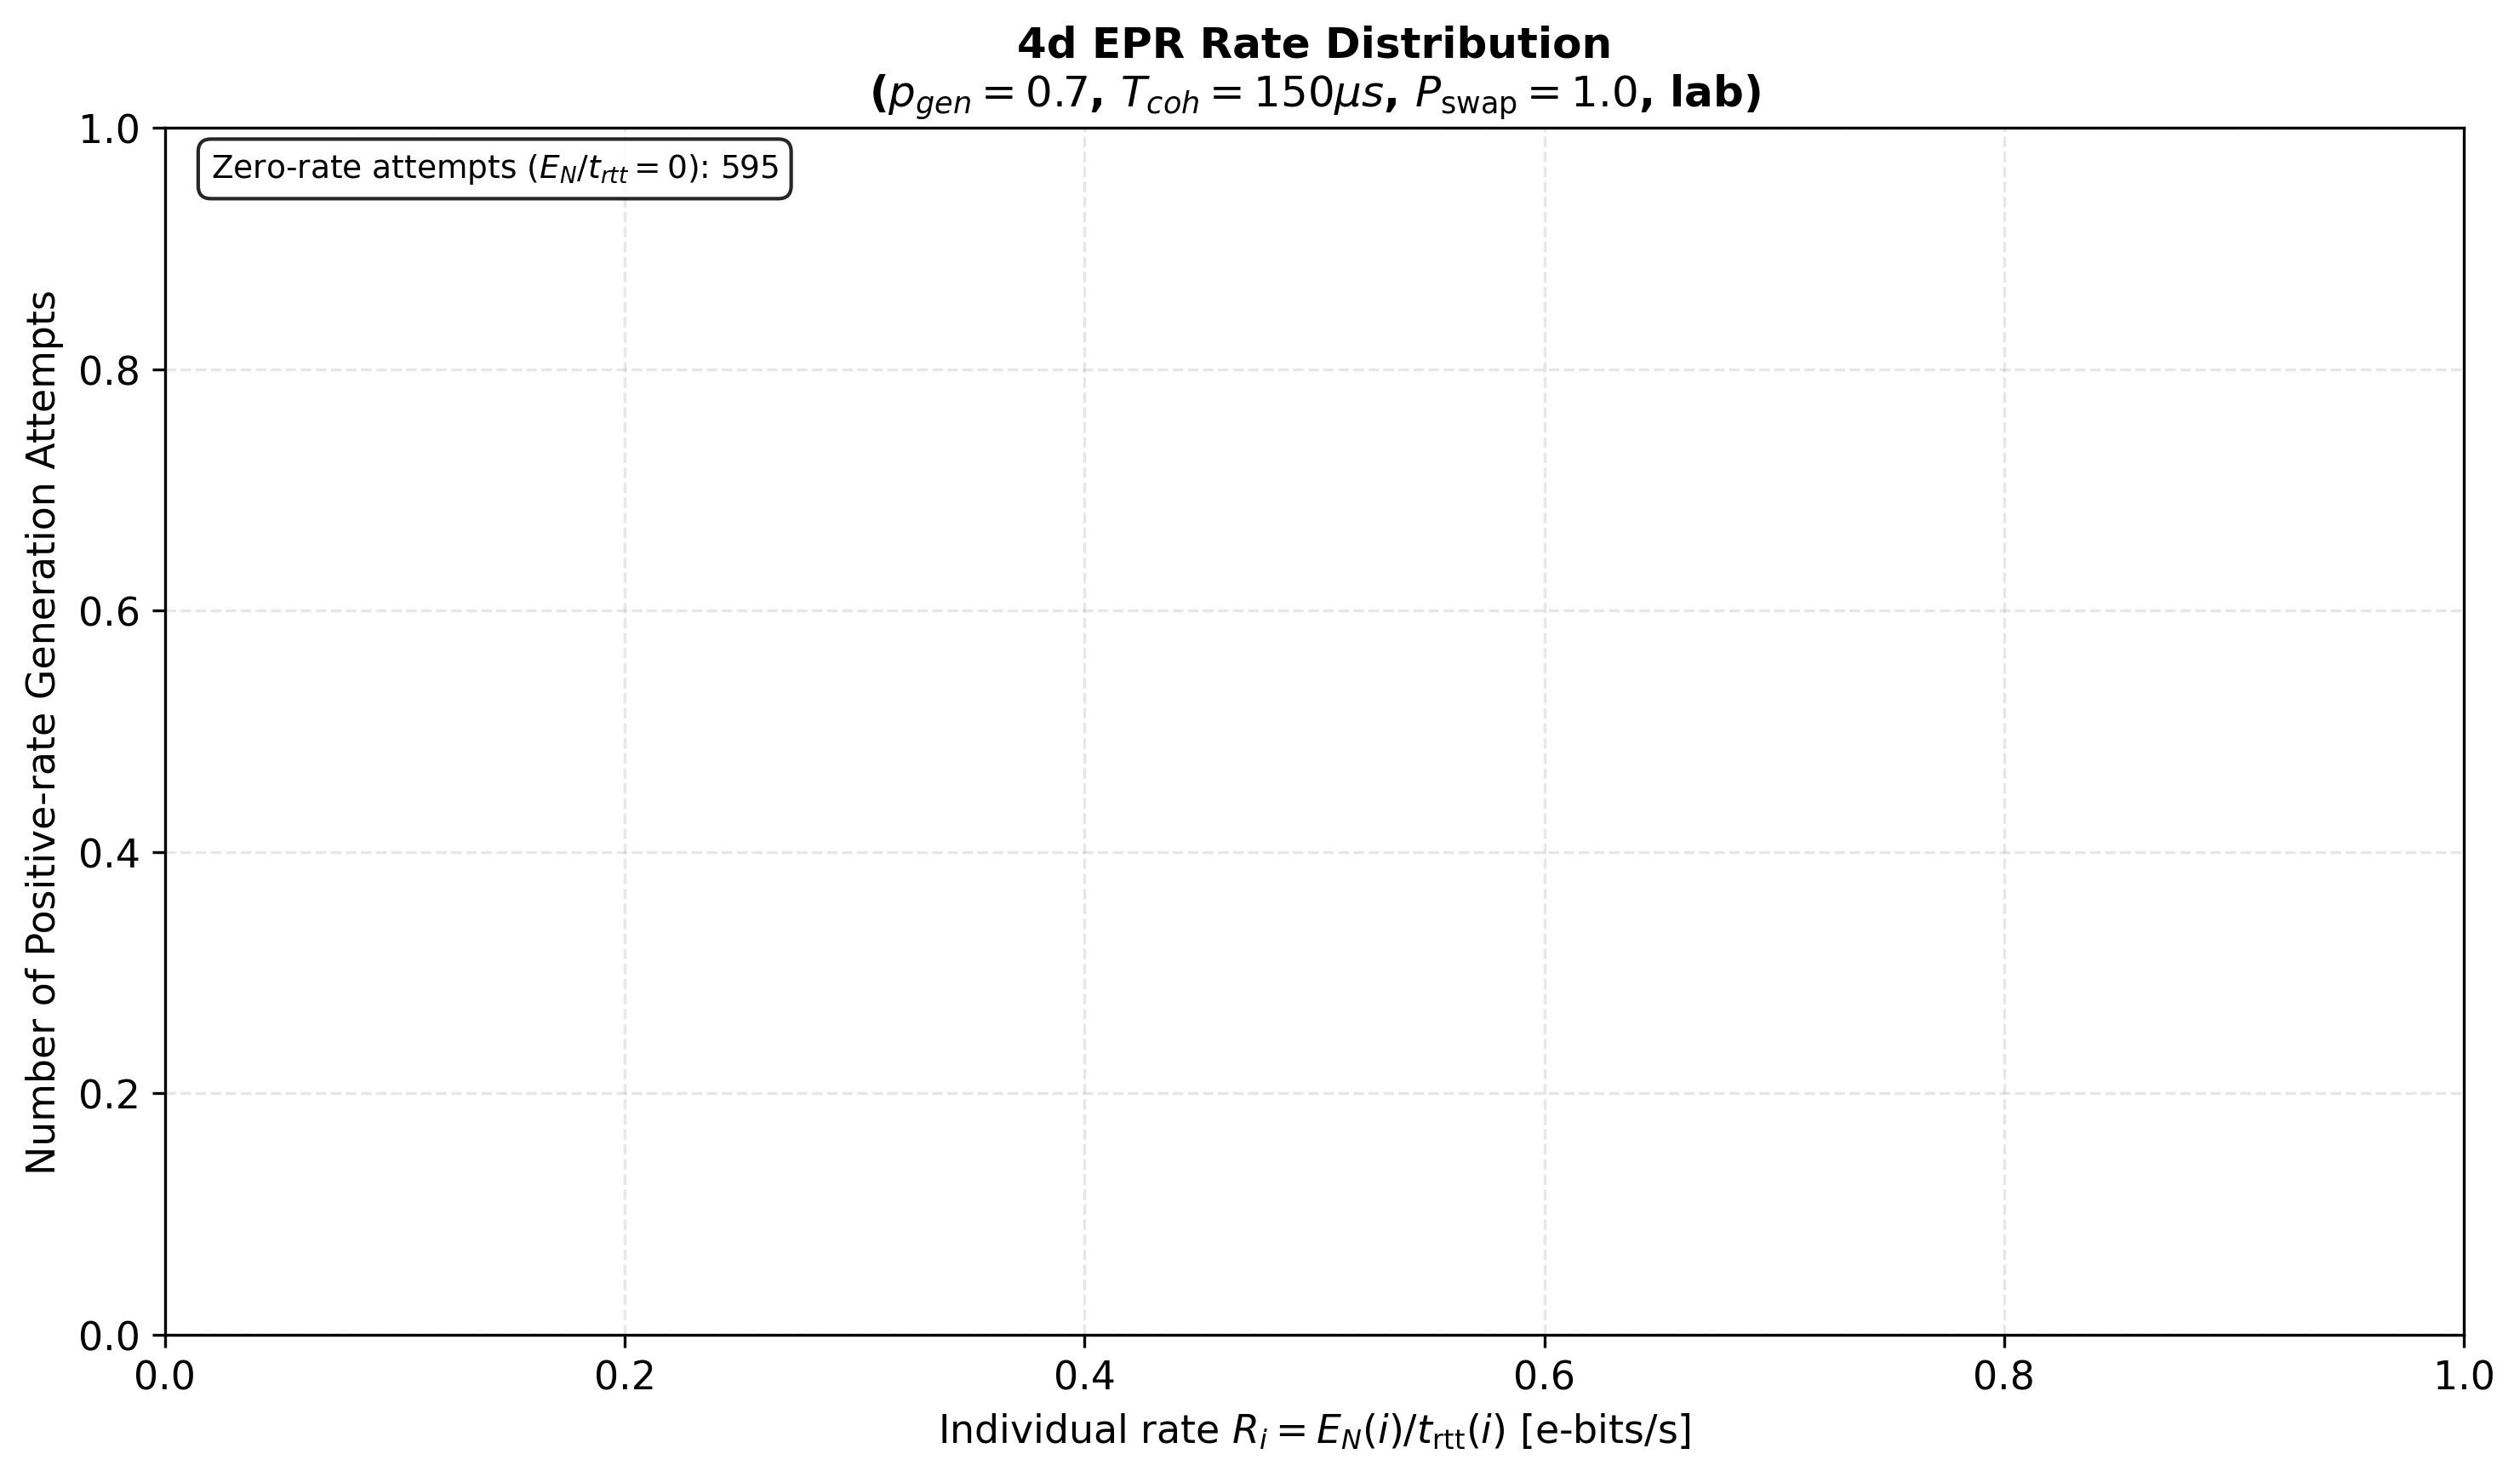 4d EPR Rate Distribution
(p_gen = 0.7, T_coh = 150μs, P_swap = 1.0, lab)
Zero-rate attempts (E_N/t_rtt = 0): 595
Number of Positive-rate Generation Attempts
1.0
0.8
0.6
0.4
0.2
0.0
0.0 0.2 0.4 0.6 0.8 1.0
Individual rate R_i = E_N(i)/t_rtt(i) [e-bits/s]